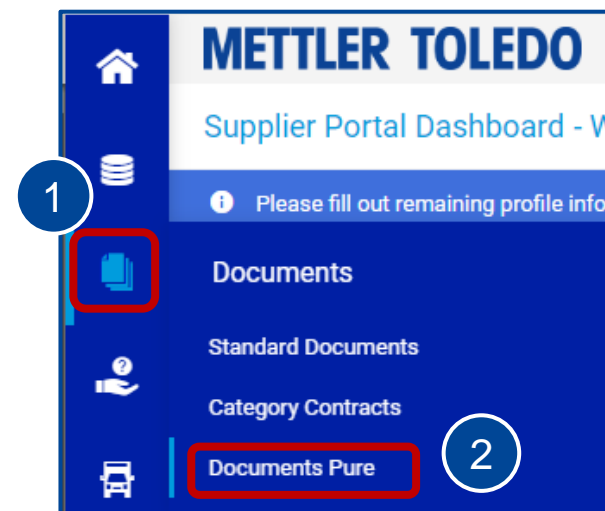 METTLER TOLEDO
Supplier Portal Dashboard -
1
Please fill out remaining profile info
Documents
Standard Documents
?
Category Contracts
Documents Pure
2